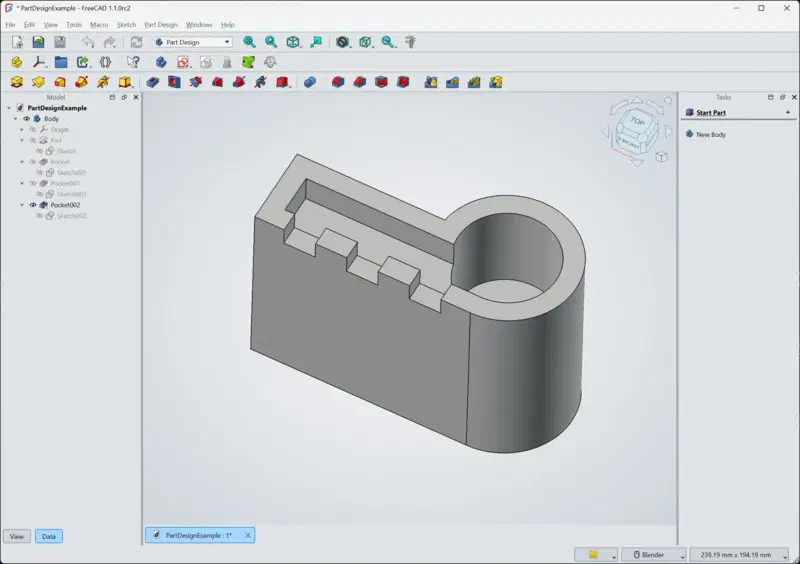 * PartDesignExample - FreeCAD 1.1.0rc2
File Edit View Tools Macro Sketch Part Design Windows Help
Part Design
Model
PartDesignExample
Body
Origin
Pad
Sketch
Pocket
Sketch001
Pocket001
Sketch003
Pocket002
Sketch002
TOP
FRONT
Tasks
Start Part
New Body
View Data
PartDesignExample : 1*
Blender
239.19 mm x 194.19 mm